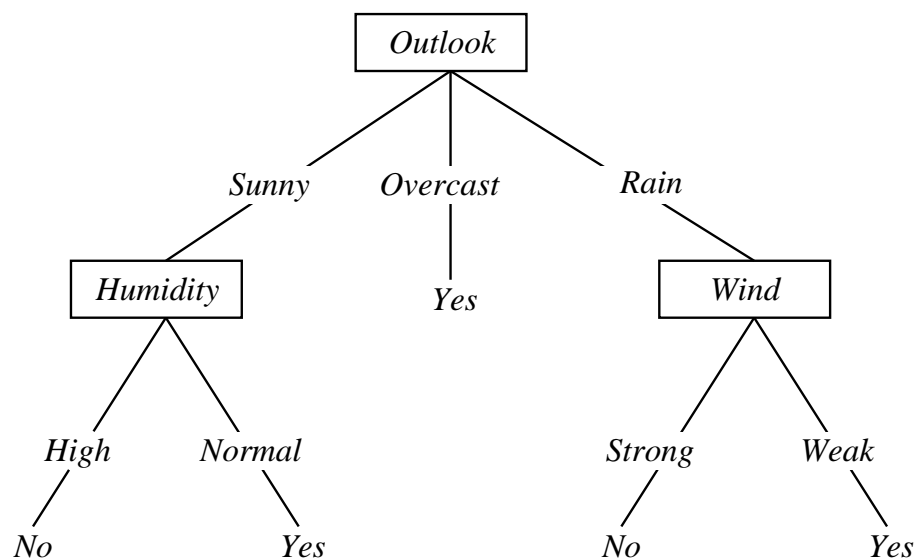 Outlook
Sunny Overcast Rain
Humidity Yes Wind
High Normal Strong Weak
No Yes No Yes